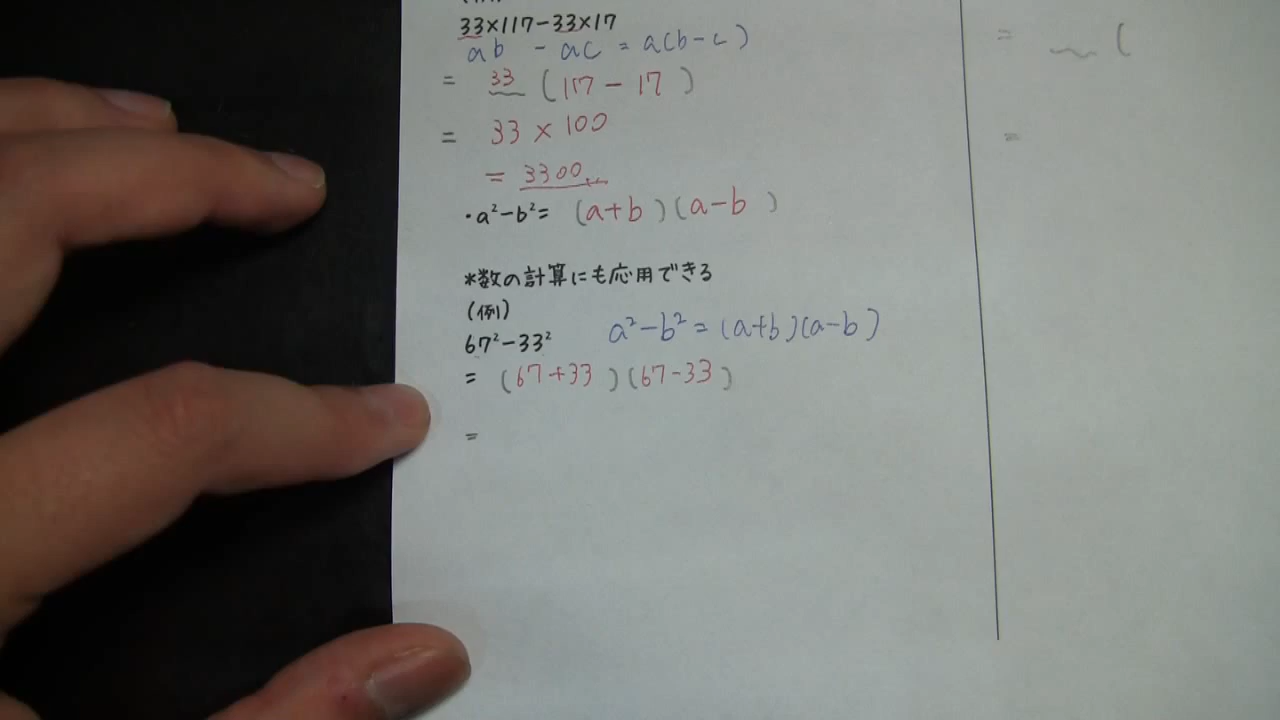 33×117−33×17
ab − ac = a(b−c)
= 33 (117 − 17)
= 33 × 100
= 3300
・a²−b²= (a+b)(a−b)
*数の計算にも応用できる
(例)
67²−33² a²−b²=(a+b)(a−b)
= (67+33)(67−33)
=
= (
=